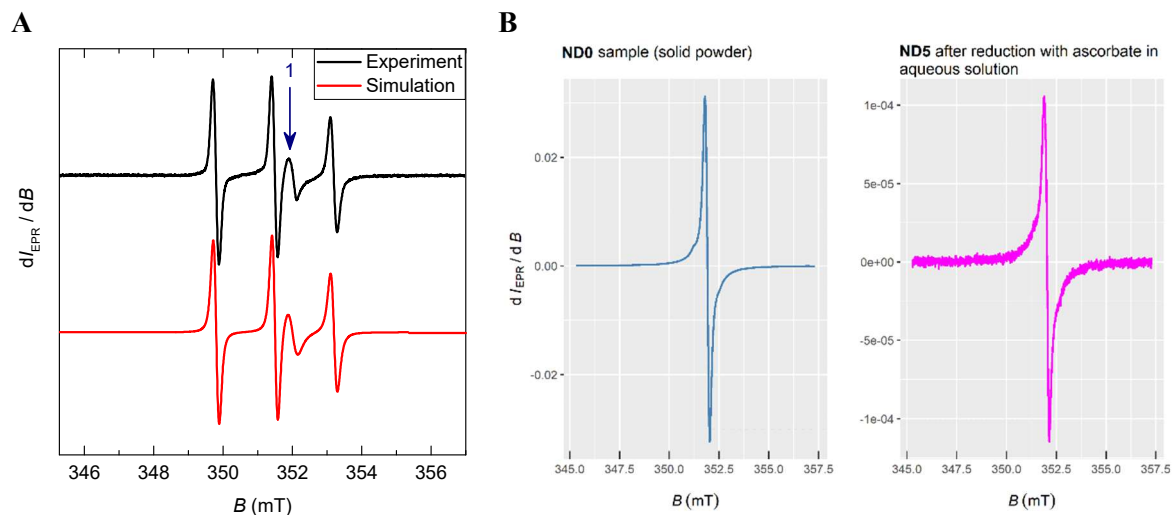 A
Experiment
Simulation
1
dI_EPR / dB
346 348 350 352 354 356
B (mT)
B
ND0 sample (solid powder)
0.02
0.00
-0.02
d I_EPR / d B
345.0 347.5 350.0 352.5 355.0 357.5
B (mT)
ND5 after reduction with ascorbate in
aqueous solution
1e-04
5e-05
0e+00
-5e-05
-1e-04
345.0 347.5 350.0 352.5 355.0 357.5
B (mT)